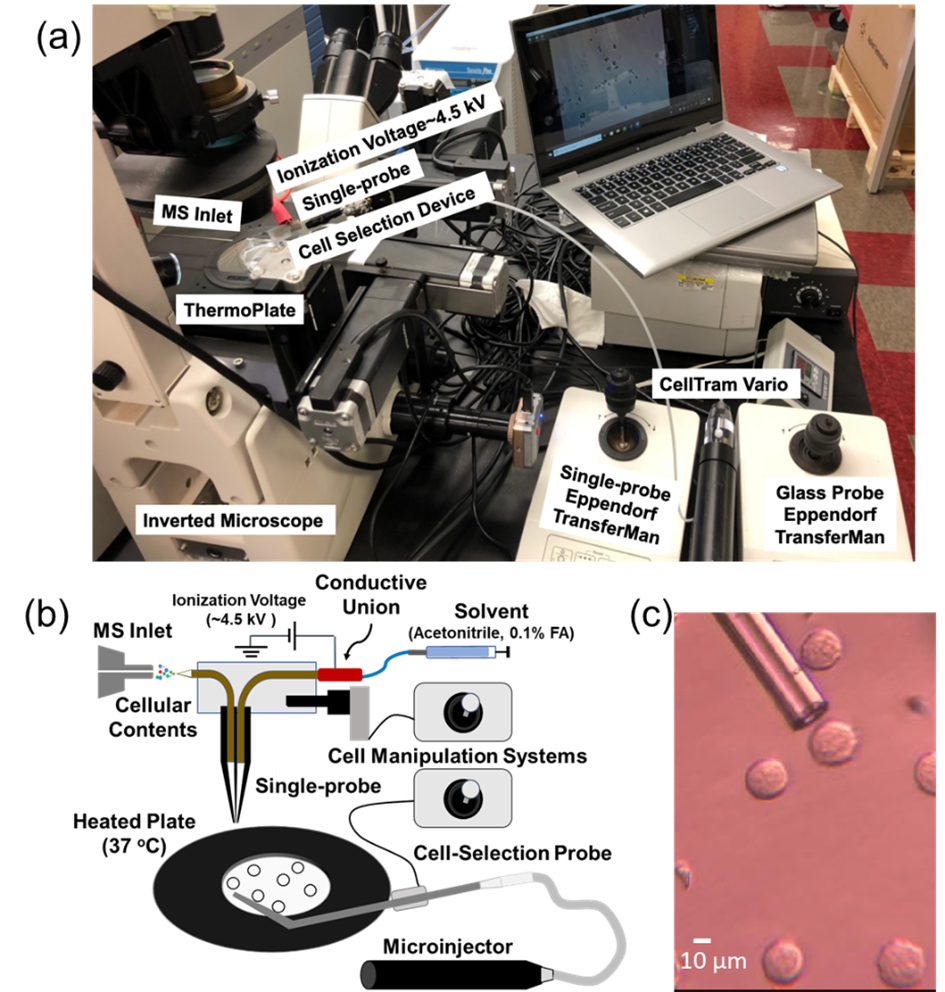 (a)
Ionization Voltage~4.5 kV
Single-probe
MS Inlet
Cell Selection Device
ThermoPlate
CellTram Vario
Single-probe
Eppendorf
TransferMan
Glass Probe
Eppendorf
TransferMan
Inverted Microscope
(b)
Ionization Voltage
(~4.5 kV )
Conductive
Union
Solvent
(Acetonitrile, 0.1% FA)
MS Inlet
Cellular
Contents
Cell Manipulation Systems
Single-probe
Heated Plate
(37 ºC)
Cell-Selection Probe
Microinjector
(c)
10 µm